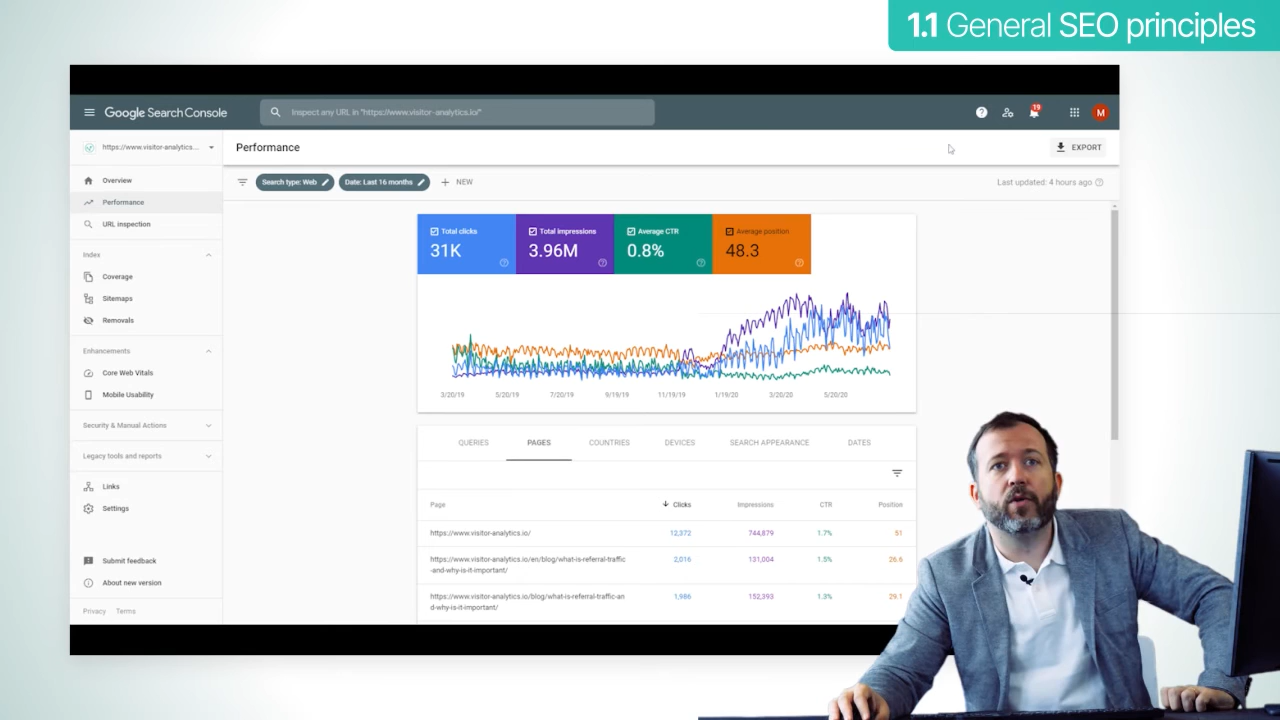 1.1 General SEO principles
Google Search Console
Inspect any URL in "https://www.visitor-analytics.io/"
19
M
https://www.visitor-analytics...
Performance
EXPORT
Overview
Performance
URL inspection
Index
Coverage
Sitemaps
Removals
Enhancements
Core Web Vitals
Mobile Usability
Security & Manual Actions
Legacy tools and reports
Links
Settings
Submit feedback
About new version
Privacy Terms
Search type: Web
Date: Last 16 months
NEW
Last updated: 4 hours ago
Total clicks
31K
Total impressions
3.96M
Average CTR
0.8%
Average position
48.3
3/20/19 5/20/19 7/20/19 9/19/19 11/19/19 1/19/20 3/20/20 5/20/20
QUERIES PAGES COUNTRIES DEVICES SEARCH APPEARANCE DATES
Page Clicks Impressions CTR Position
https://www.visitor-analytics.io/ 12,372 744,879 1.7% 51
https://www.visitor-analytics.io/en/blog/what-is-referral-traffic
-and-why-is-it-important/
2,016 131,004 1.5% 26.6
https://www.visitor-analytics.io/blog/what-is-referral-traffic-an
d-why-is-it-important/
1,986 152,393 1.3% 29.1